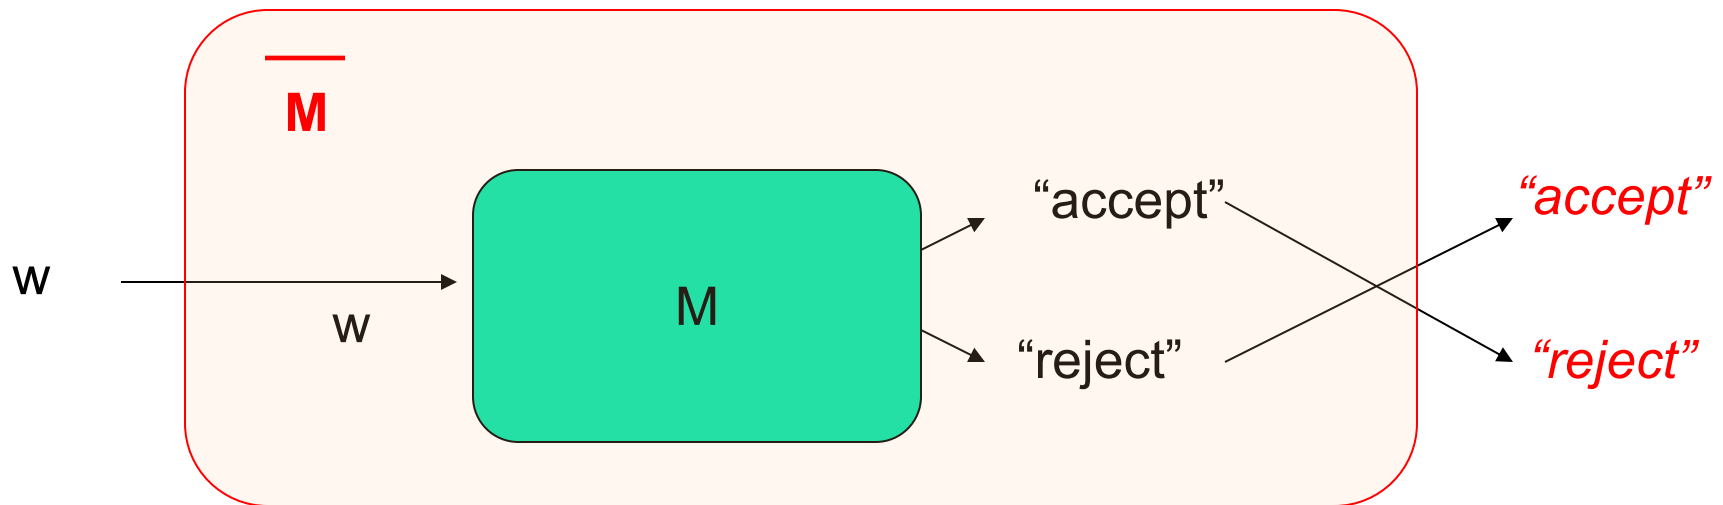 M̅
“accept”
“accept”
w
w
M
“reject”
“reject”